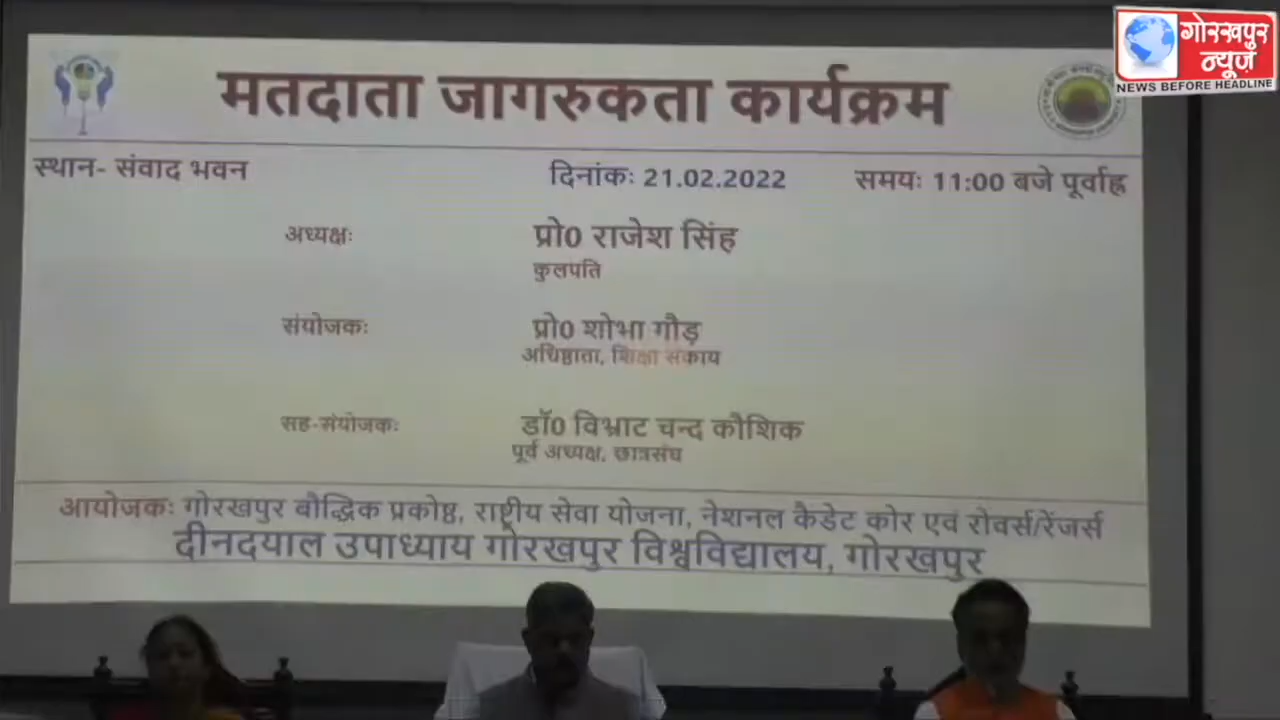 गोरखपुर
न्यूज़
NEWS BEFORE HEADLINE
मतदाता जागरुकता कार्यक्रम
स्थान- संवाद भवन दिनांकः 21.02.2022 समयः 11:00 बजे पूर्वाह्न
अध्यक्षः प्रो0 राजेश सिंह
कुलपति
संयोजकः प्रो0 शोभा गौड़
अधिष्ठाता, शिक्षा संकाय
सह-संयोजकः डॉ0 विभ्राट चन्द कौशिक
पूर्व अध्यक्ष, छात्रसंघ
आयोजकः गोरखपुर बौद्धिक प्रकोष्ठ, राष्ट्रीय सेवा योजना, नेशनल कैडेट कोर एवं रोवर्स/रेंजर्स
दीनदयाल उपाध्याय गोरखपुर विश्वविद्यालय, गोरखपुर